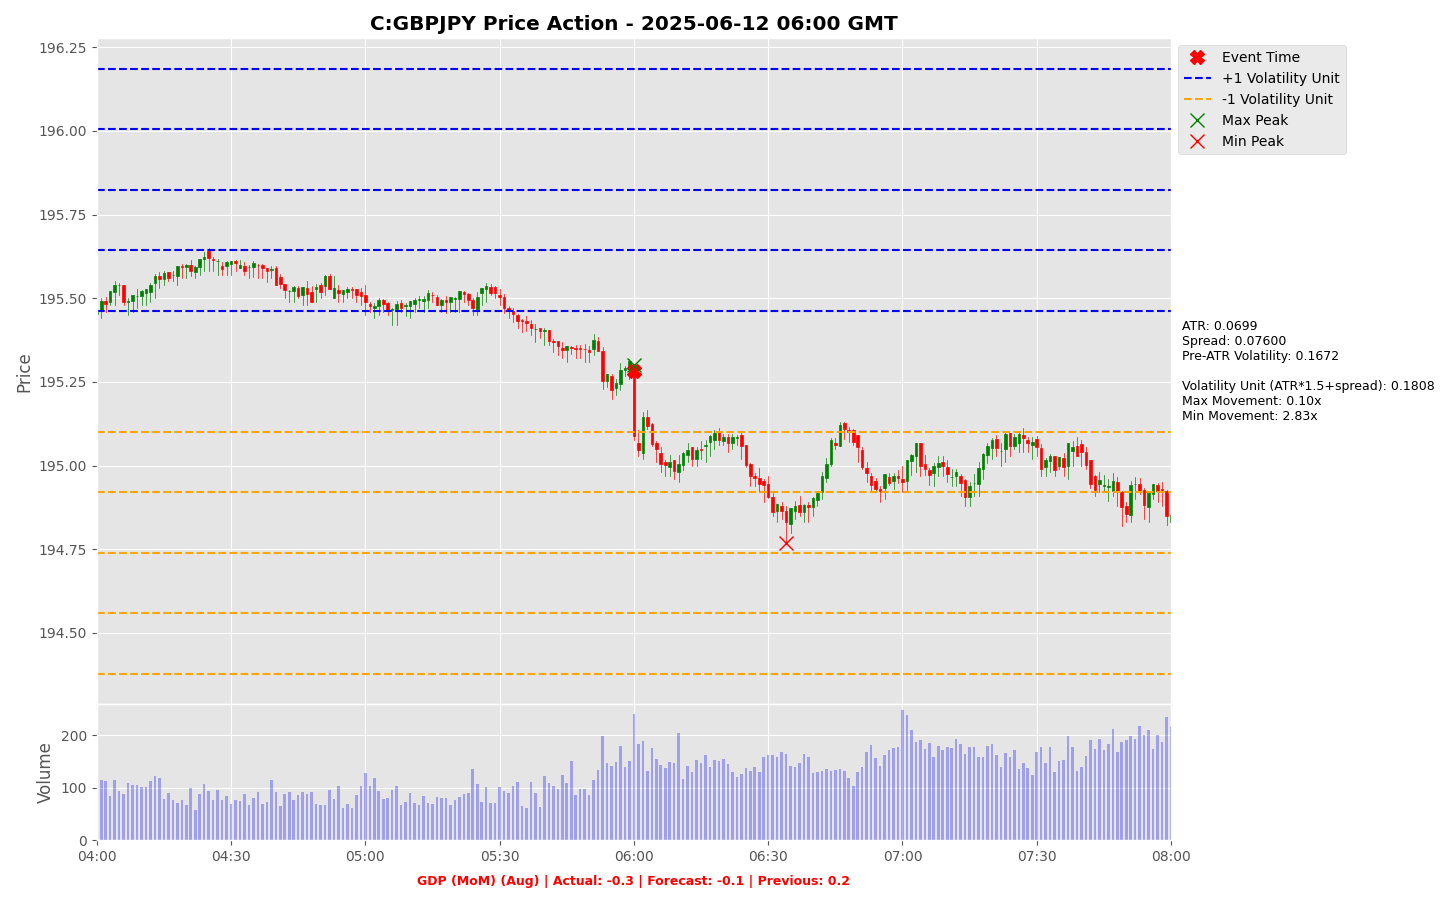 C:GBPJPY Price Action - 2025-06-12 06:00 GMT
196.25
196.00
195.75
195.50
195.25
195.00
194.75
194.50
Price
Event Time
+1 Volatility Unit
-1 Volatility Unit
Max Peak
Min Peak
ATR: 0.0699
Spread: 0.07600
Pre-ATR Volatility: 0.1672
Volatility Unit (ATR*1.5+spread): 0.1808
Max Movement: 0.10x
Min Movement: 2.83x
200
100
0
Volume
04:00 04:30 05:00 05:30 06:00 06:30 07:00 07:30 08:00
GDP (MoM) (Aug) | Actual: -0.3 | Forecast: -0.1 | Previous: 0.2